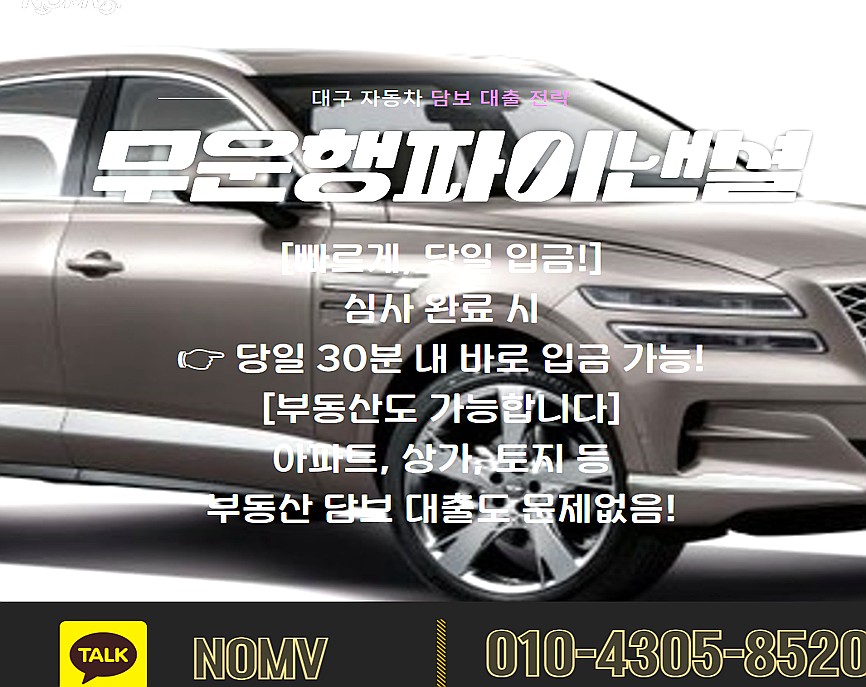 대구 자동차 담보 대출 전략
무운행파이낸셜
[빠르게, 당일 입금!]
심사 완료 시
👉 당일 30분 내 바로 입금 가능!
[부동산도 가능합니다]
아파트, 상가, 토지 등
부동산 담보 대출도 문제없음!
TALK
NOMV
010-4305-8520